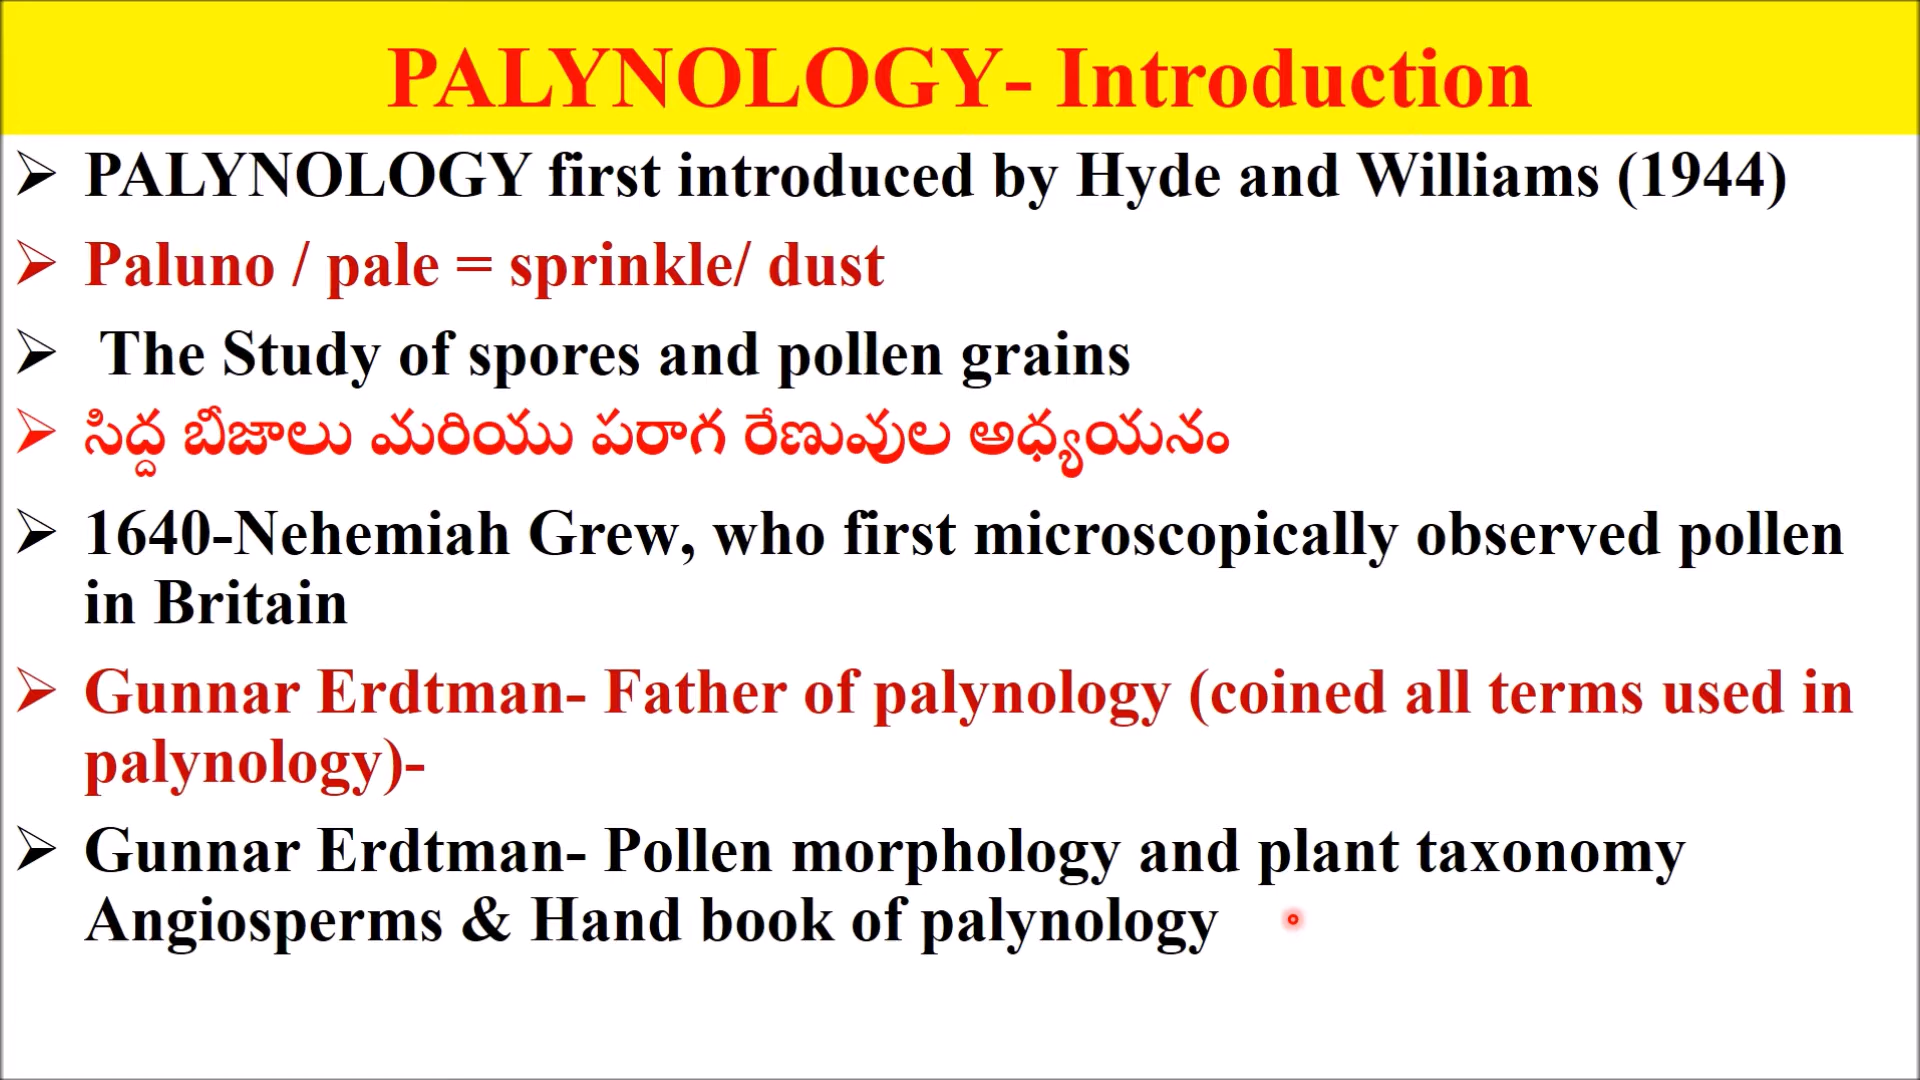 PALYNOLOGY- Introduction
PALYNOLOGY first introduced by Hyde and Williams (1944)
Paluno / pale = sprinkle/ dust
The Study of spores and pollen grains
సిద్ద బీజాలు మరియు పరాగ రేణువుల అధ్యయనం
1640-Nehemiah Grew, who first microscopically observed pollen
in Britain
Gunnar Erdtman- Father of palynology (coined all terms used in
palynology)-
Gunnar Erdtman- Pollen morphology and plant taxonomy
Angiosperms & Hand book of palynology